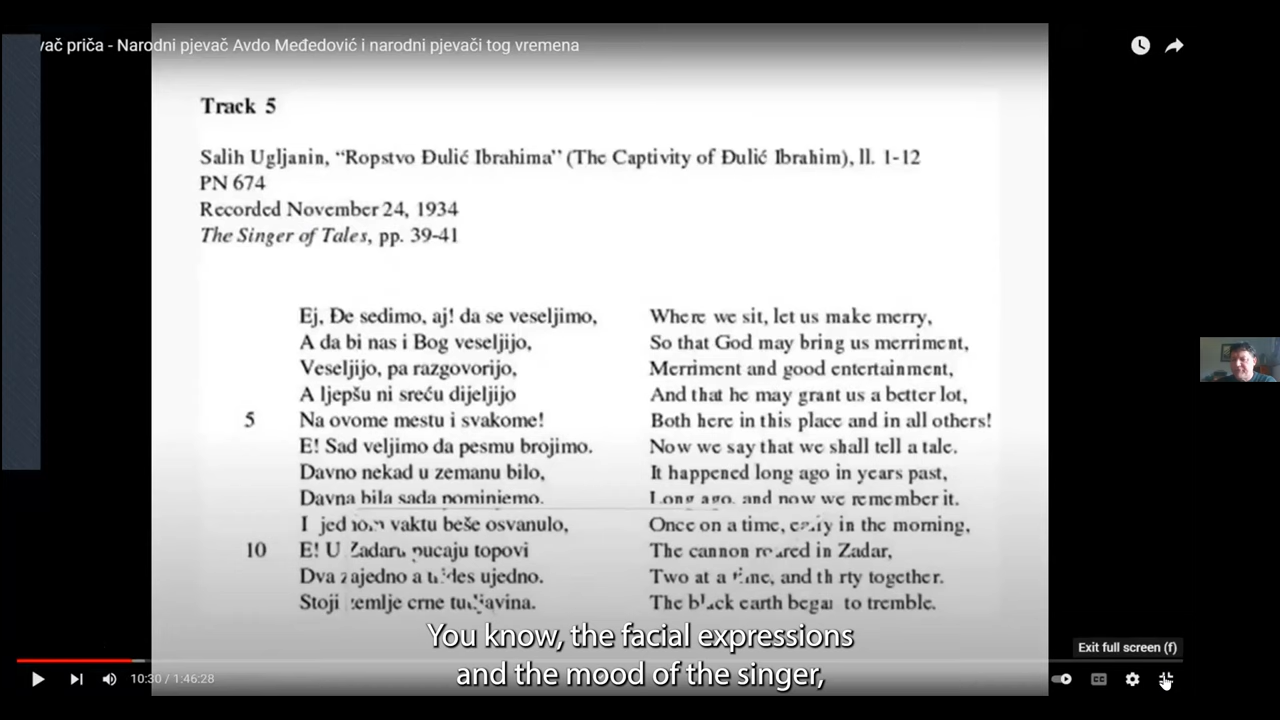 vač priča - Narodni pjevač Avdo Međedović i narodni pjevači tog vremena
Track 5
Salih Ugljanin, “Ropstvo Đulić Ibrahima” (The Captivity of Đulić Ibrahim), ll. 1-12
PN 674
Recorded November 24, 1934
The Singer of Tales, pp. 39-41
Ej, Đe sedimo, aj! da se veseljimo,
A da bi nas i Bog veseljijo,
Veseljijo, pa razgovorijo,
A ljepšu ni sreću dijeljijo
5 Na ovome mestu i svakome!
E! Sad veljimo da pesmu brojimo.
Davno nekad u zemanu bilo,
Davna bila sada pominjemo.
I vaktu beše osvanulo,
10 E! U Zadaru pucaju topovi
Dva zajedno a ujedno.
Stoji zemlje crne
Where we sit, let us make merry,
So that God may bring us merriment,
Merriment and good entertainment,
And that he may grant us a better lot,
Both here in this place and in all others!
Now we say that we shall tell a tale.
It happened long ago in years past,
Long ago, and now we remember it.
Once on a time, early in the morning,
The cannon roared in Zadar,
Two at a time, and thirty together.
The black earth began to tremble.
You know, the facial expressions
and the mood of the singer,
Exit full screen (f)
10:30 / 1:46:28
CC